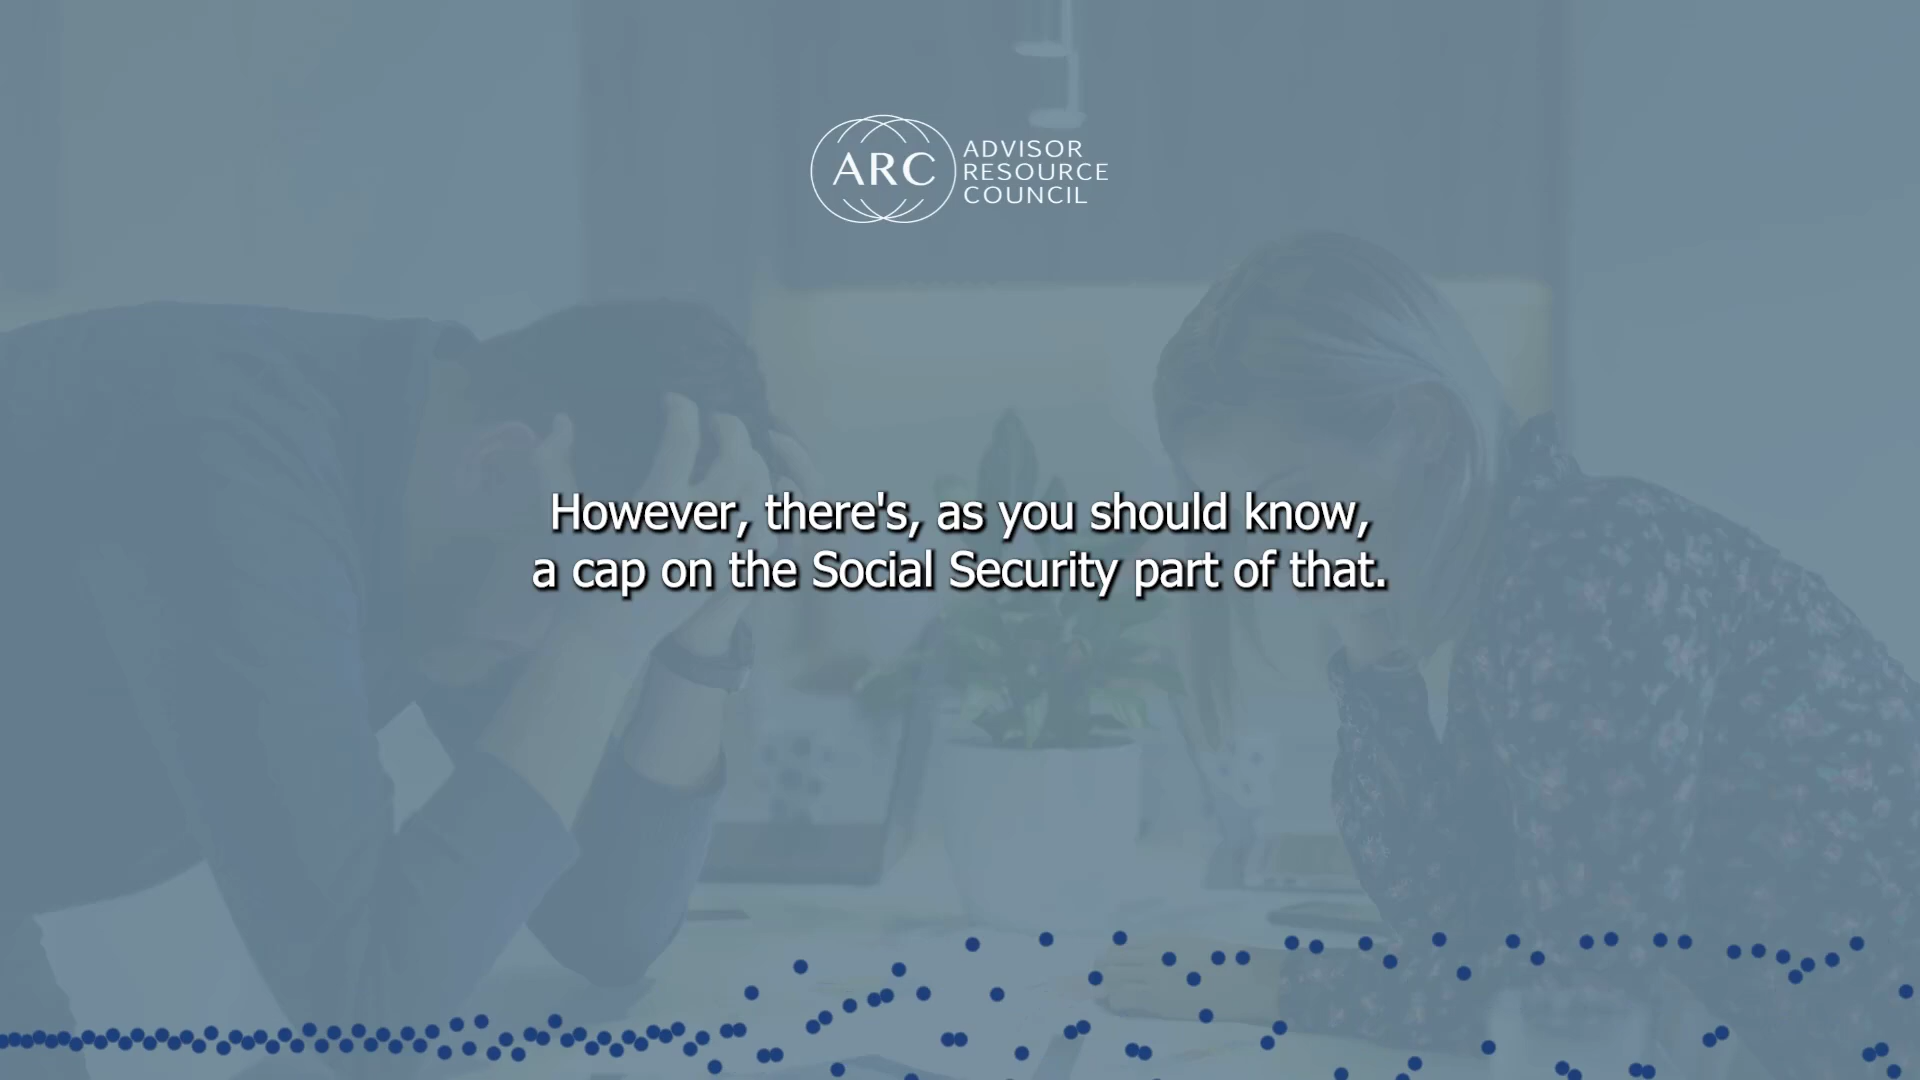 ARC
ADVISOR
RESOURCE
COUNCIL
However, there's, as you should know,
a cap on the Social Security part of that.